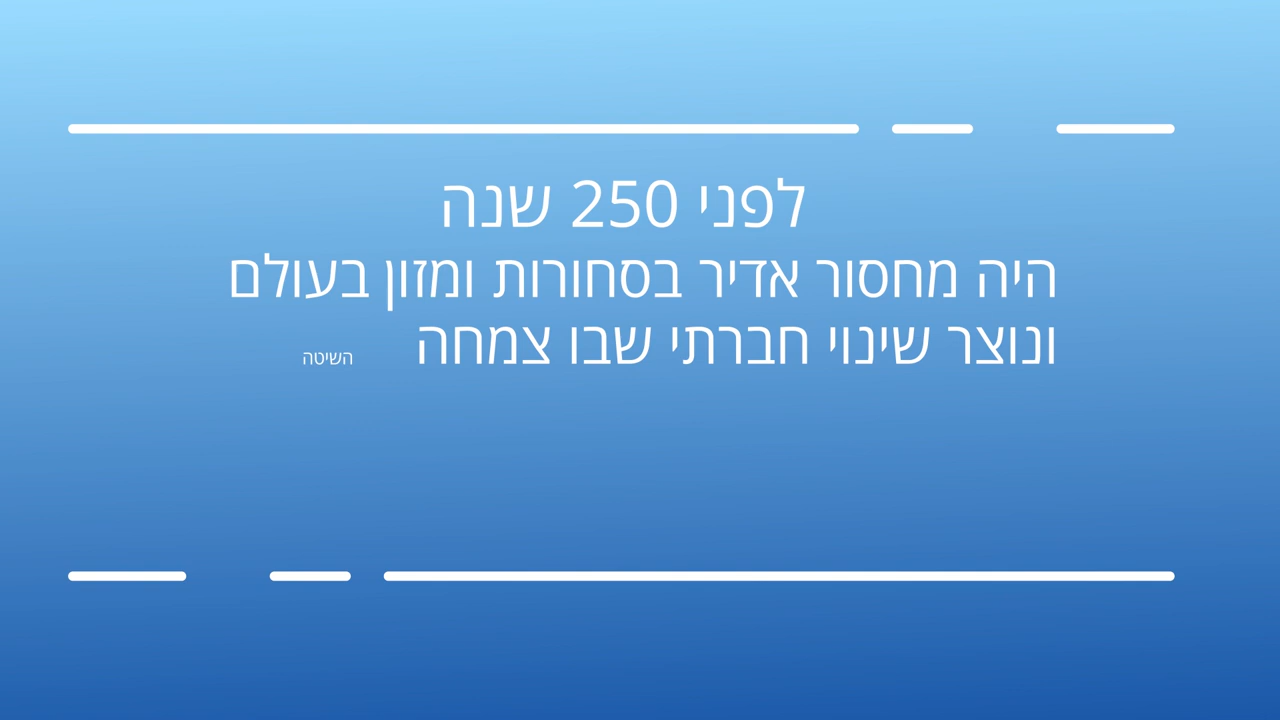 לפני 250 שנה
היה מחסור אדיר בסחורות ומזון בעולם
ונוצר שינוי חברתי שבו צמחה השיטה